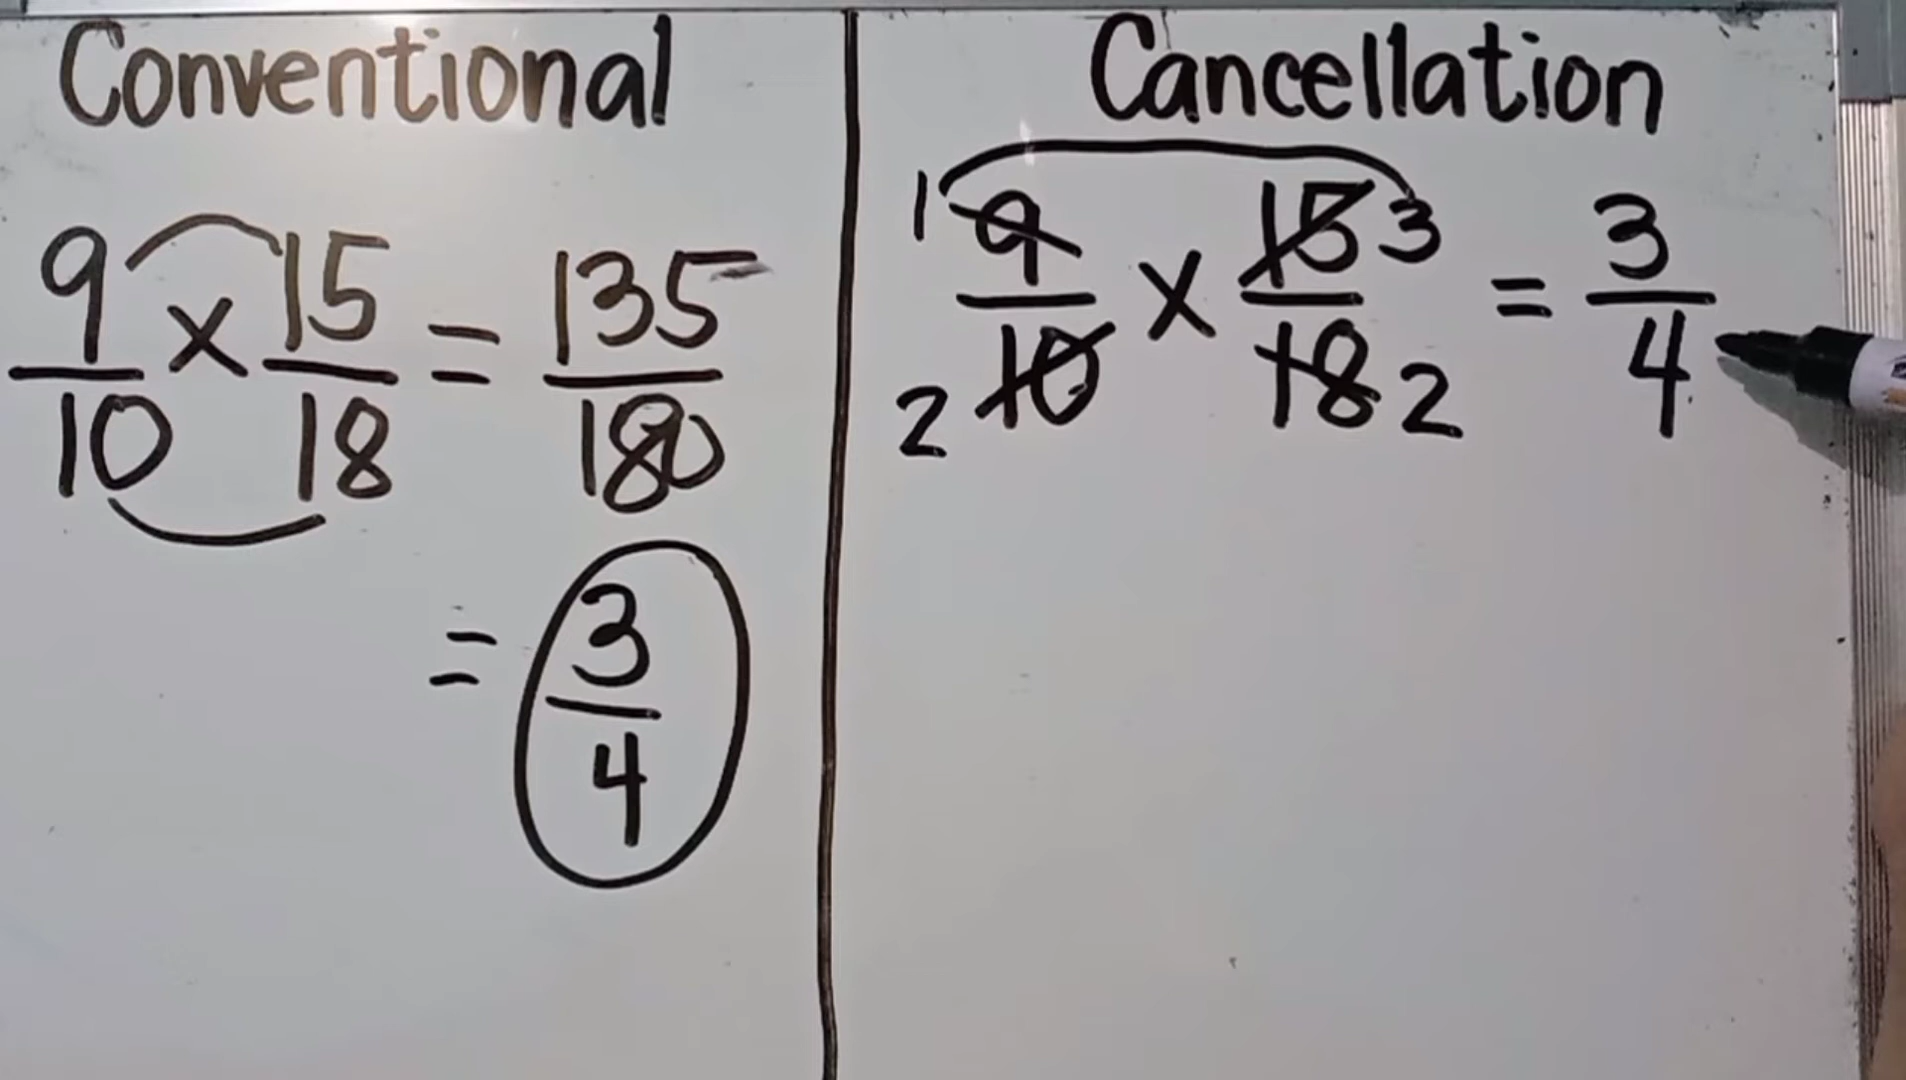 Conventional
9/10 x 15/18 = 135/180
= 3/4
Cancellation
1 9/10 2 x 15/18 3 2 = 3/4